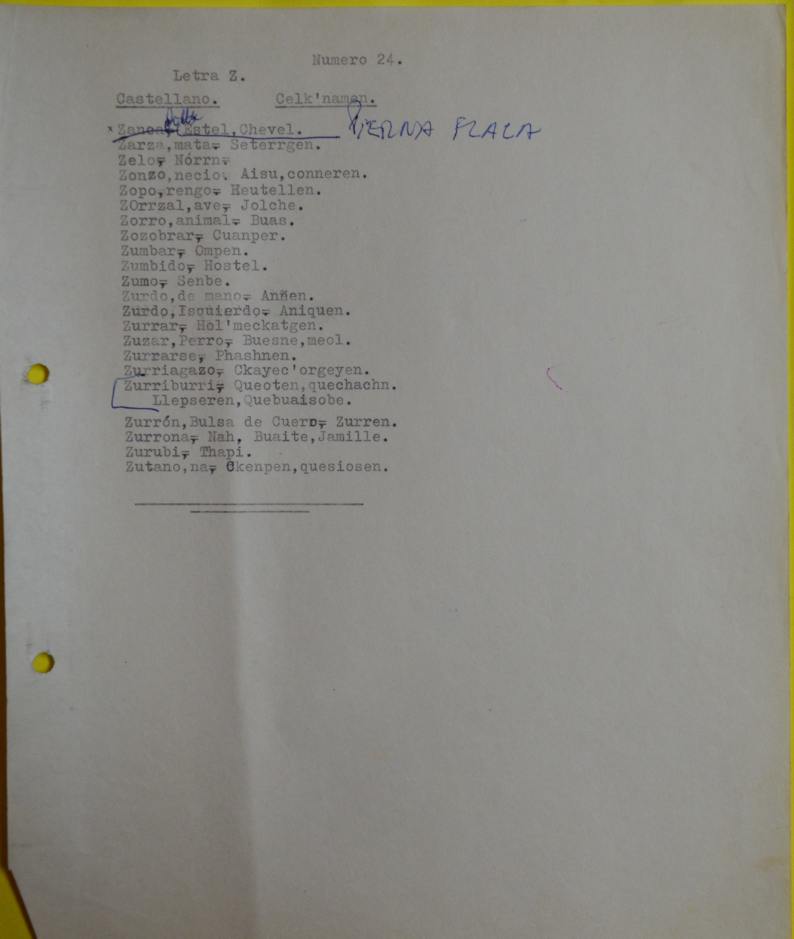 Numero 24.
Letra Z.
Castellano. Celk'namen.
x Zanca, Estel,Chevel. PIERNA FLACA
Zarza,mata= Seterrgen.
Zelo= Nórrn=
Zonzo,necio. Aisu,conneren.
Zopo,rengo= Heutellen.
ZOrrzal,ave= Jolche.
Zorro,animal= Buas.
Zozobrar= Cuanper.
Zumbar= Ompen.
Zumbido= Hostel.
Zumo= Senbe.
Zurdo,de mano= Anñen.
Zurdo,Isquierdo= Aniquen.
Zurrar= Hol'meckatgen.
Zuzar,Perro= Buesne,meol.
Zurrarse= Phashnen.
Zurriagazo= Ckayec'orgeyen.
Zurriburri= Queoten,quechachn.
Llepseren,Quebuaisobe.
Zurrón,Bulsa de Cuero= Zurren.
Zurrona= Nah, Buaite,Jamille.
Zurubi= Thapi.
Zutano,na= Ckenpen,quesiosen.